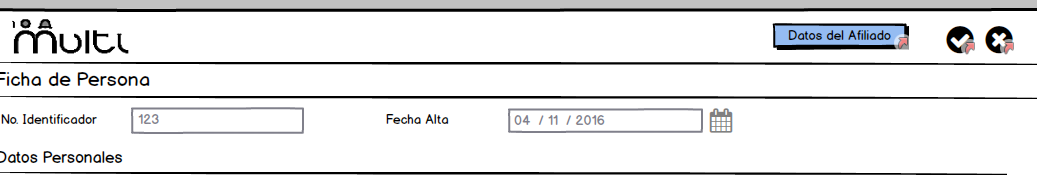 multi
Datos del Afiliado
Ficha de Persona
No. Identificador 123 Fecha Alta 04 / 11 / 2016
Datos Personales